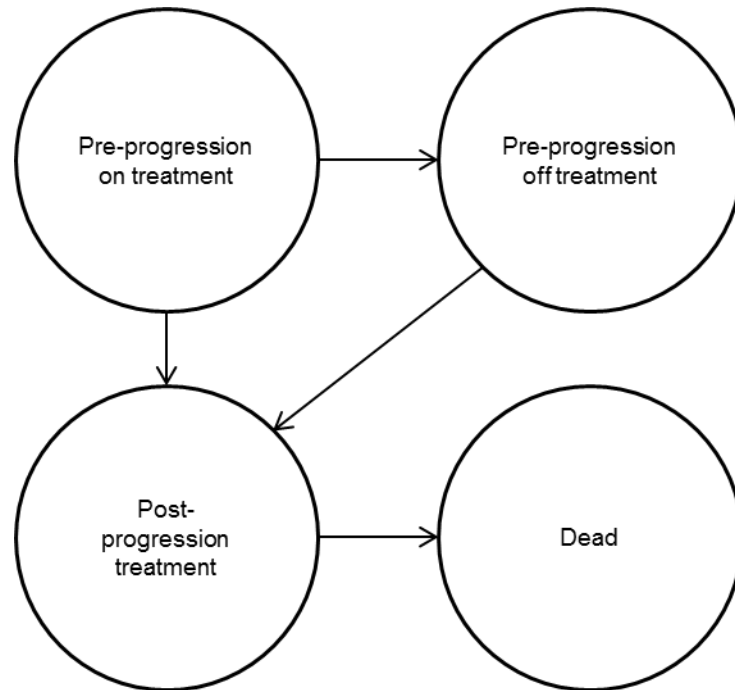 Pre-progression
on treatment
Pre-progression
off treatment
Post-
progression
treatment
Dead